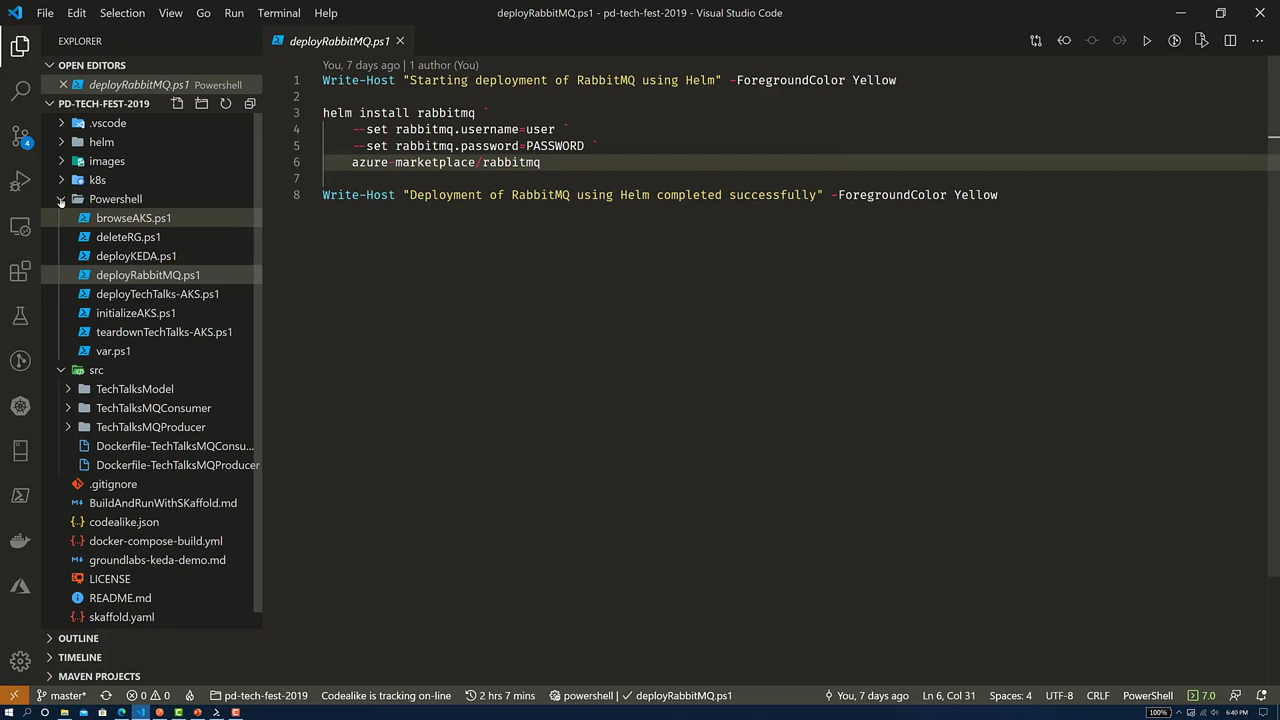 File Edit Selection View Go Run Terminal Help
deployRabbitMQ.ps1 - pd-tech-fest-2019 - Visual Studio Code
EXPLORER
OPEN EDITORS
deployRabbitMQ.ps1 Powershell
PD-TECH-FEST-2019
.vscode
helm
images
k8s
Powershell
browseAKS.ps1
deleteRG.ps1
deployKEDA.ps1
deployRabbitMQ.ps1
deployTechTalks-AKS.ps1
initializeAKS.ps1
teardownTechTalks-AKS.ps1
var.ps1
src
TechTalksModel
TechTalksMQConsumer
TechTalksMQProducer
Dockerfile-TechTalksMQConsu...
Dockerfile-TechTalksMQProducer
.gitignore
BuildAndRunWithSKaffold.md
codealike.json
docker-compose-build.yml
groundlabs-keda-demo.md
LICENSE
README.md
skaffold.yaml
OUTLINE
TIMELINE
MAVEN PROJECTS
4
deployRabbitMQ.ps1
You, 7 days ago | 1 author (You)
1 Write-Host "Starting deployment of RabbitMQ using Helm" -ForegroundColor Yellow
2
3 helm install rabbitmq `
4 --set rabbitmq.username=user `
5 --set rabbitmq.password=PASSWORD `
6 azure-marketplace/rabbitmq
7
8 Write-Host "Deployment of RabbitMQ using Helm completed successfully" -ForegroundColor Yellow
master* 0 0 pd-tech-fest-2019 Codealike is tracking on-line 2 hrs 7 mins powershell | ✓ deployRabbitMQ.ps1 You, 7 days ago Ln 6, Col 31 Spaces: 4 UTF-8 CRLF PowerShell 7.0
100% 6:40 PM